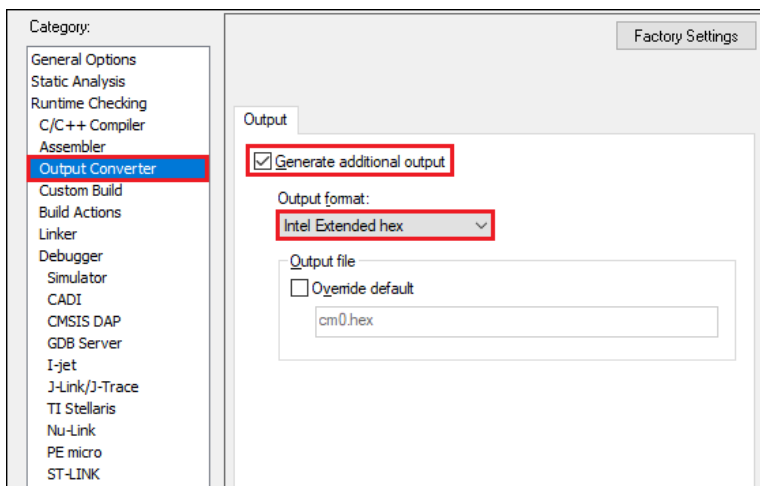 Category:
General Options
Static Analysis
Runtime Checking
C/C++ Compiler
Assembler
Output Converter
Custom Build
Build Actions
Linker
Debugger
Simulator
CADI
CMSIS DAP
GDB Server
I-jet
J-Link/J-Trace
TI Stellaris
Nu-Link
PE micro
ST-LINK
Factory Settings
Output
Generate additional output
Output format:
Intel Extended hex
Output file
Override default
cm0.hex